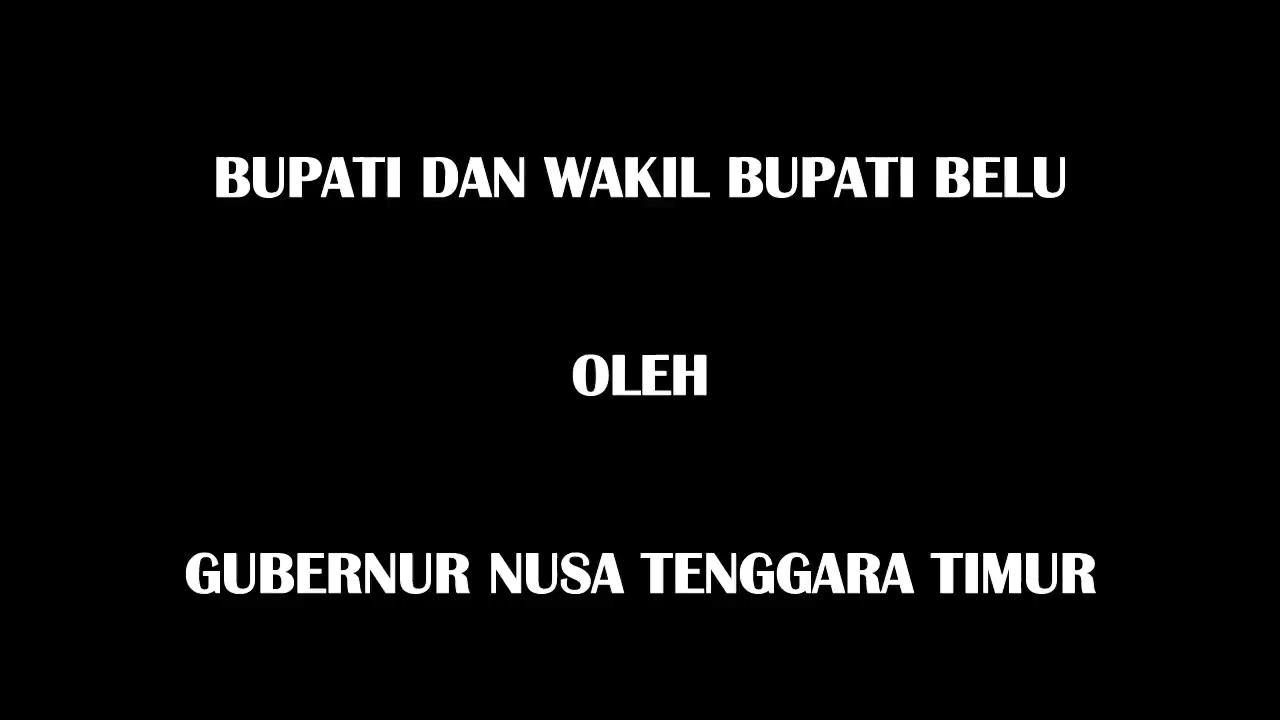 BUPATI DAN WAKIL BUPATI BELU
OLEH
GUBERNUR NUSA TENGGARA TIMUR